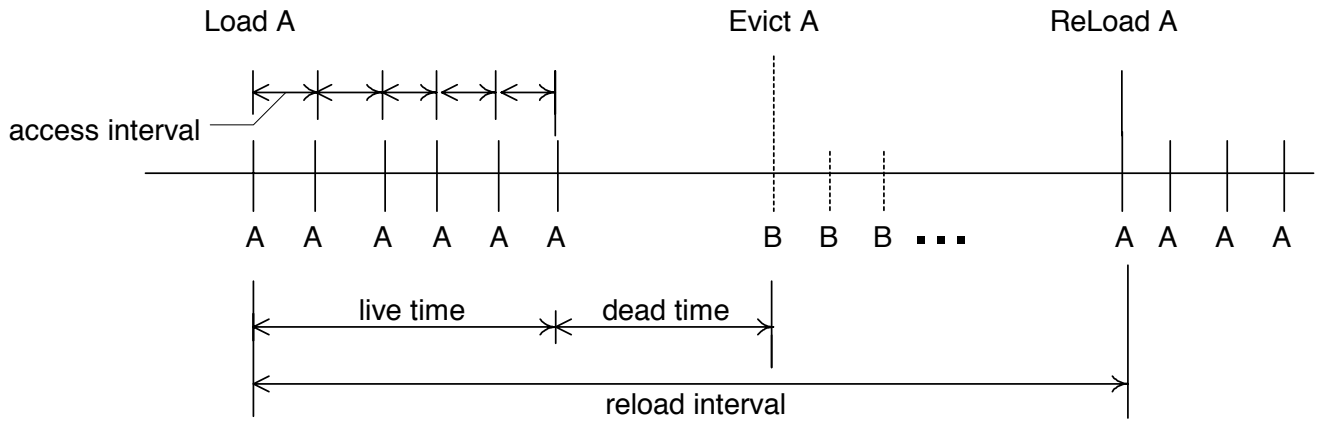 Load A Evict A ReLoad A
access interval
A A A A A A B B B ... A A A A
live time dead time
reload interval